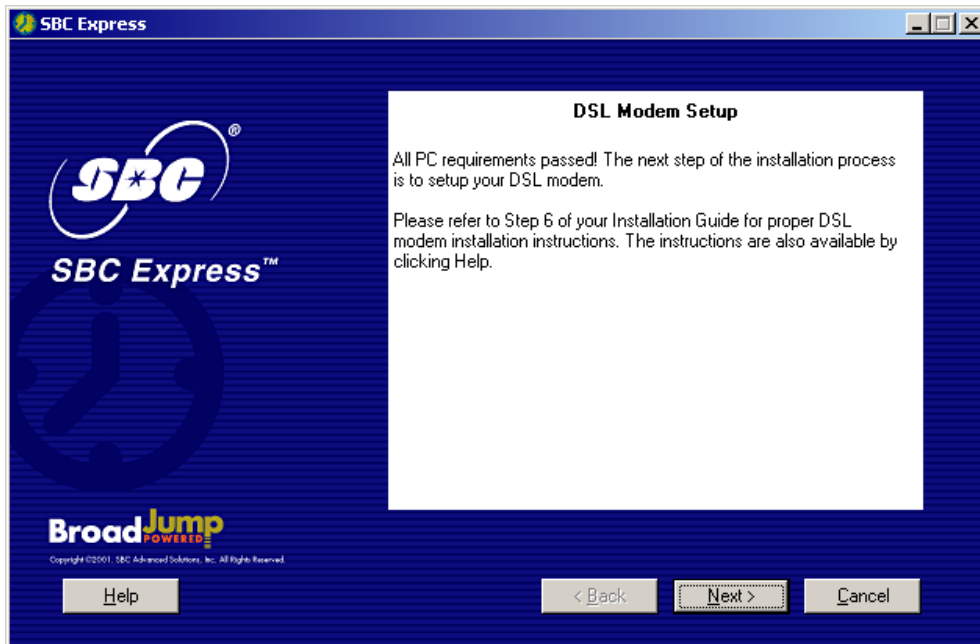 SBC Express
DSL Modem Setup
All PC requirements passed! The next step of the installation process
is to setup your DSL modem.
Please refer to Step 6 of your Installation Guide for proper DSL
modem installation instructions. The instructions are also available by
clicking Help.
SBC®
SBC Express™
BroadJump
POWERED
Copyright ©2001, SBC Advanced Solutions, Inc. All Rights Reserved.
Help
< Back
Next >
Cancel